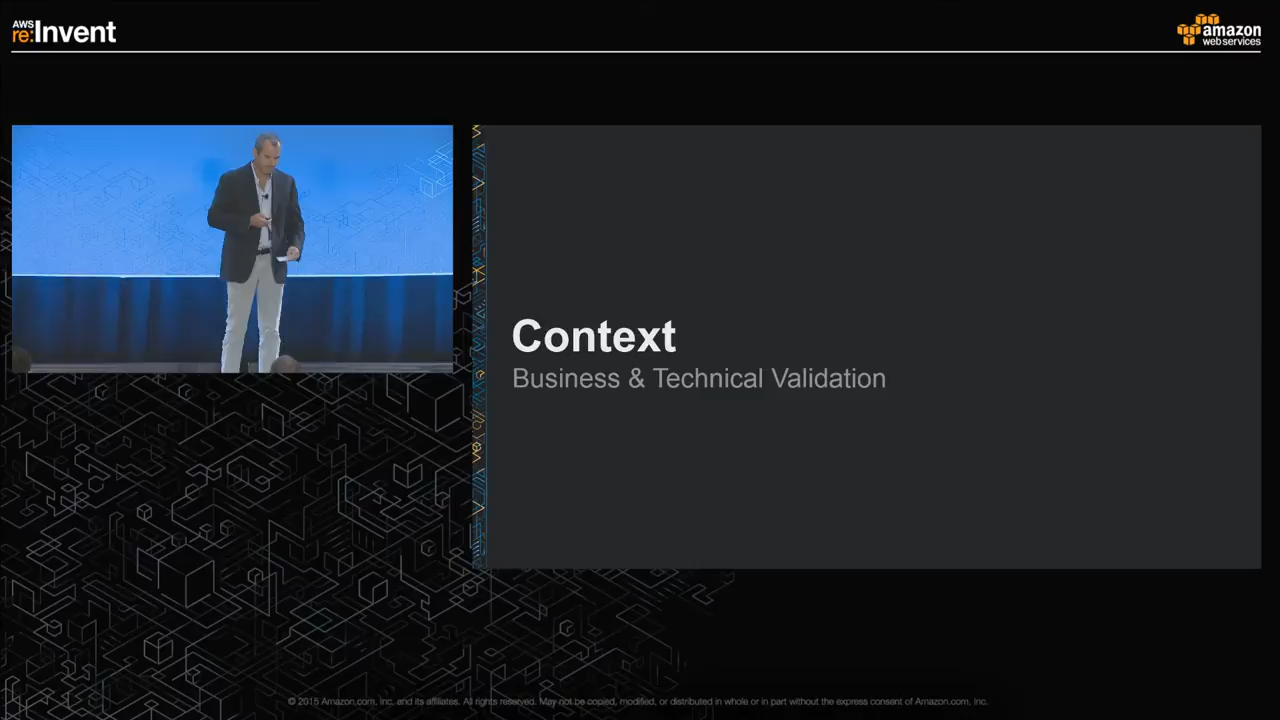 AWS
re:Invent
amazon
webservices
Context
Business & Technical Validation
© 2015 Amazon.com, Inc. and its affiliates. All rights reserved. May not be copied, modified, or distributed in whole or in part without the express consent of Amazon.com, Inc.